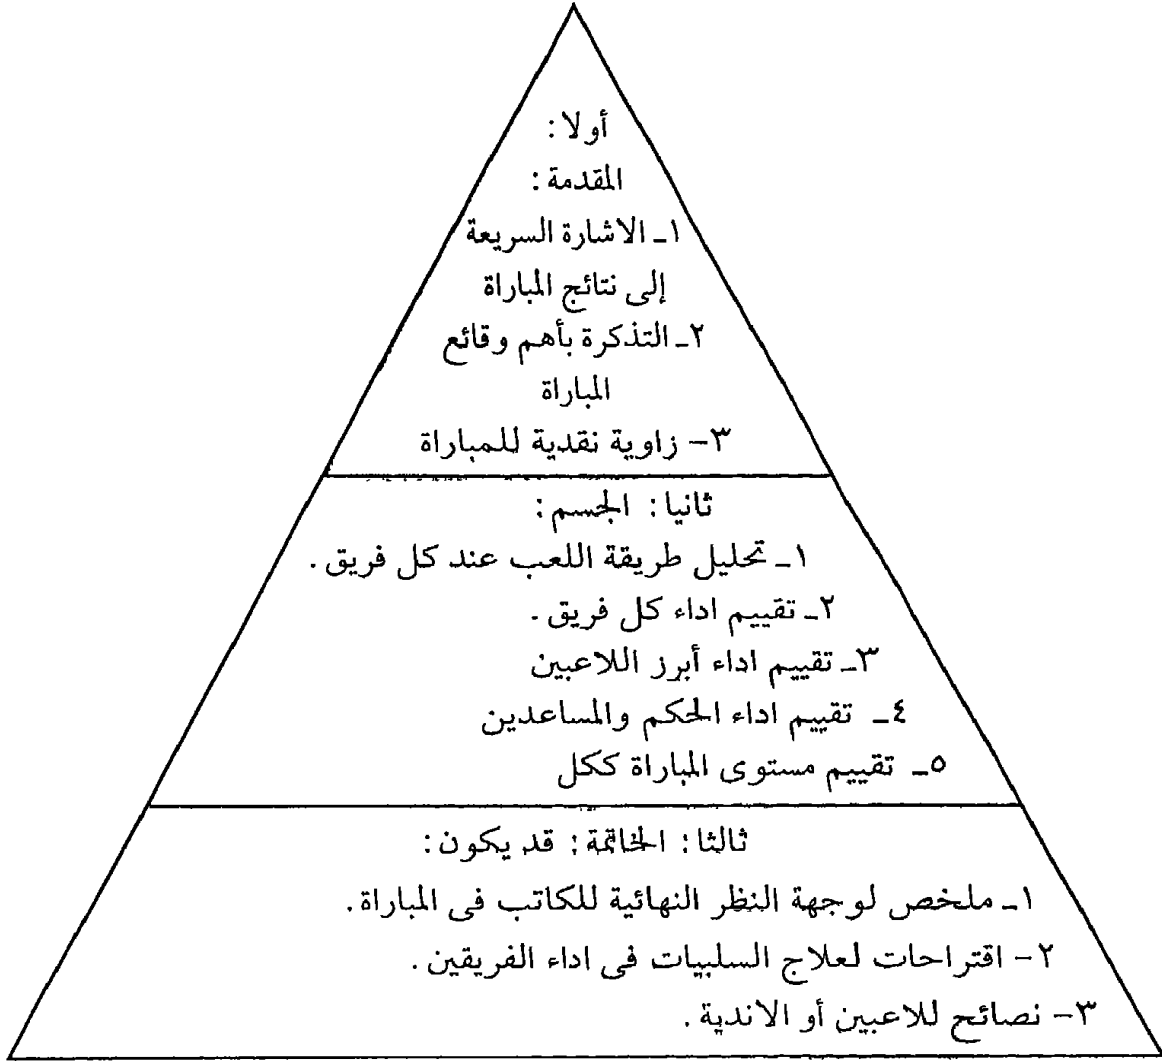 أولا :
المقدمة :
١ـ الاشارة السريعة
إلى نتائج المباراة
٢ـ التذكرة بأهم وقائع
المباراة
٣- زاوية نقدية للمباراة
ثانيا : الجسم :
١ـ تحليل طريقة اللعب عند كل فريق .
٢ـ تقييم اداء كل فريق .
٣ـ تقييم اداء أبرز اللاعبين
٤ـ تقييم اداء الحكم والمساعدين
٥ـ تقييم مستوى المباراة ككل
ثالثا : الخاتمة : قد يكون :
١ـ ملخص لوجهة النظر النهائية للكاتب فى المباراة .
٢- اقتراحات لعلاج السلبيات فى اداء الفريقين .
٣- نصائح للاعبين أو الاندية .